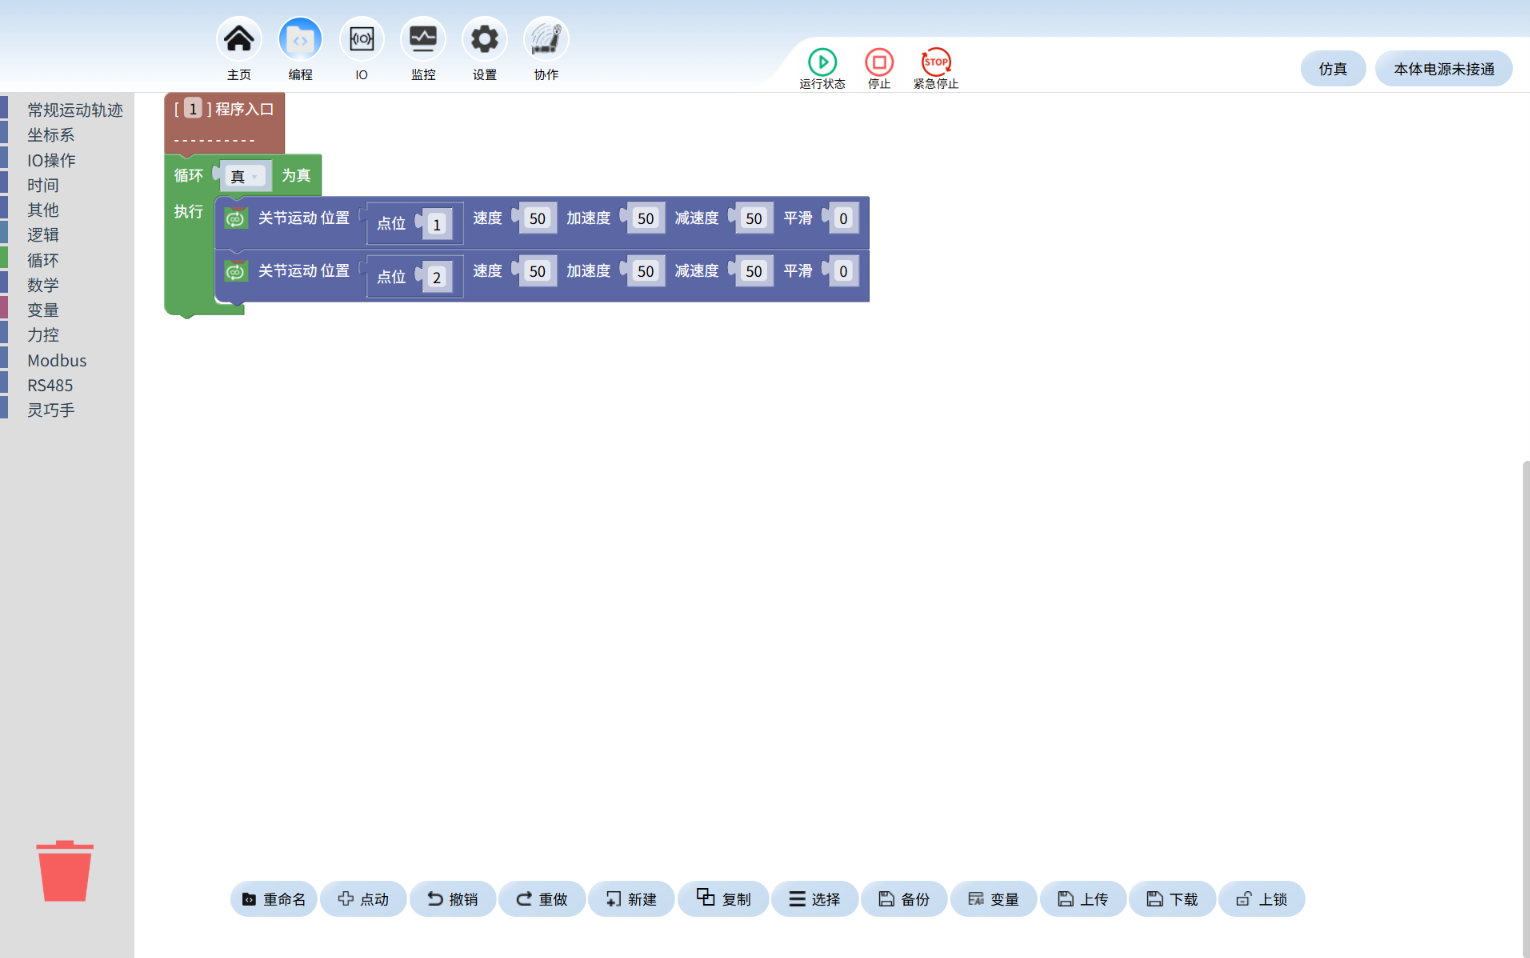 主页 编程 IO 监控 设置 协作
STOP
运行状态 停止 紧急停止
仿真 本体电源未接通
常规运动轨迹
坐标系
IO操作
时间
其他
逻辑
循环
数学
变量
力控
Modbus
RS485
灵巧手
[ 1 ] 程序入口
----------
循环 真 为真
执行 关节运动 位置 点位 1 速度 50 加速度 50 减速度 50 平滑 0
关节运动 位置 点位 2 速度 50 加速度 50 减速度 50 平滑 0
重命名 点动 撤销 重做 新建 复制 选择 备份 变量 上传 下载 上锁